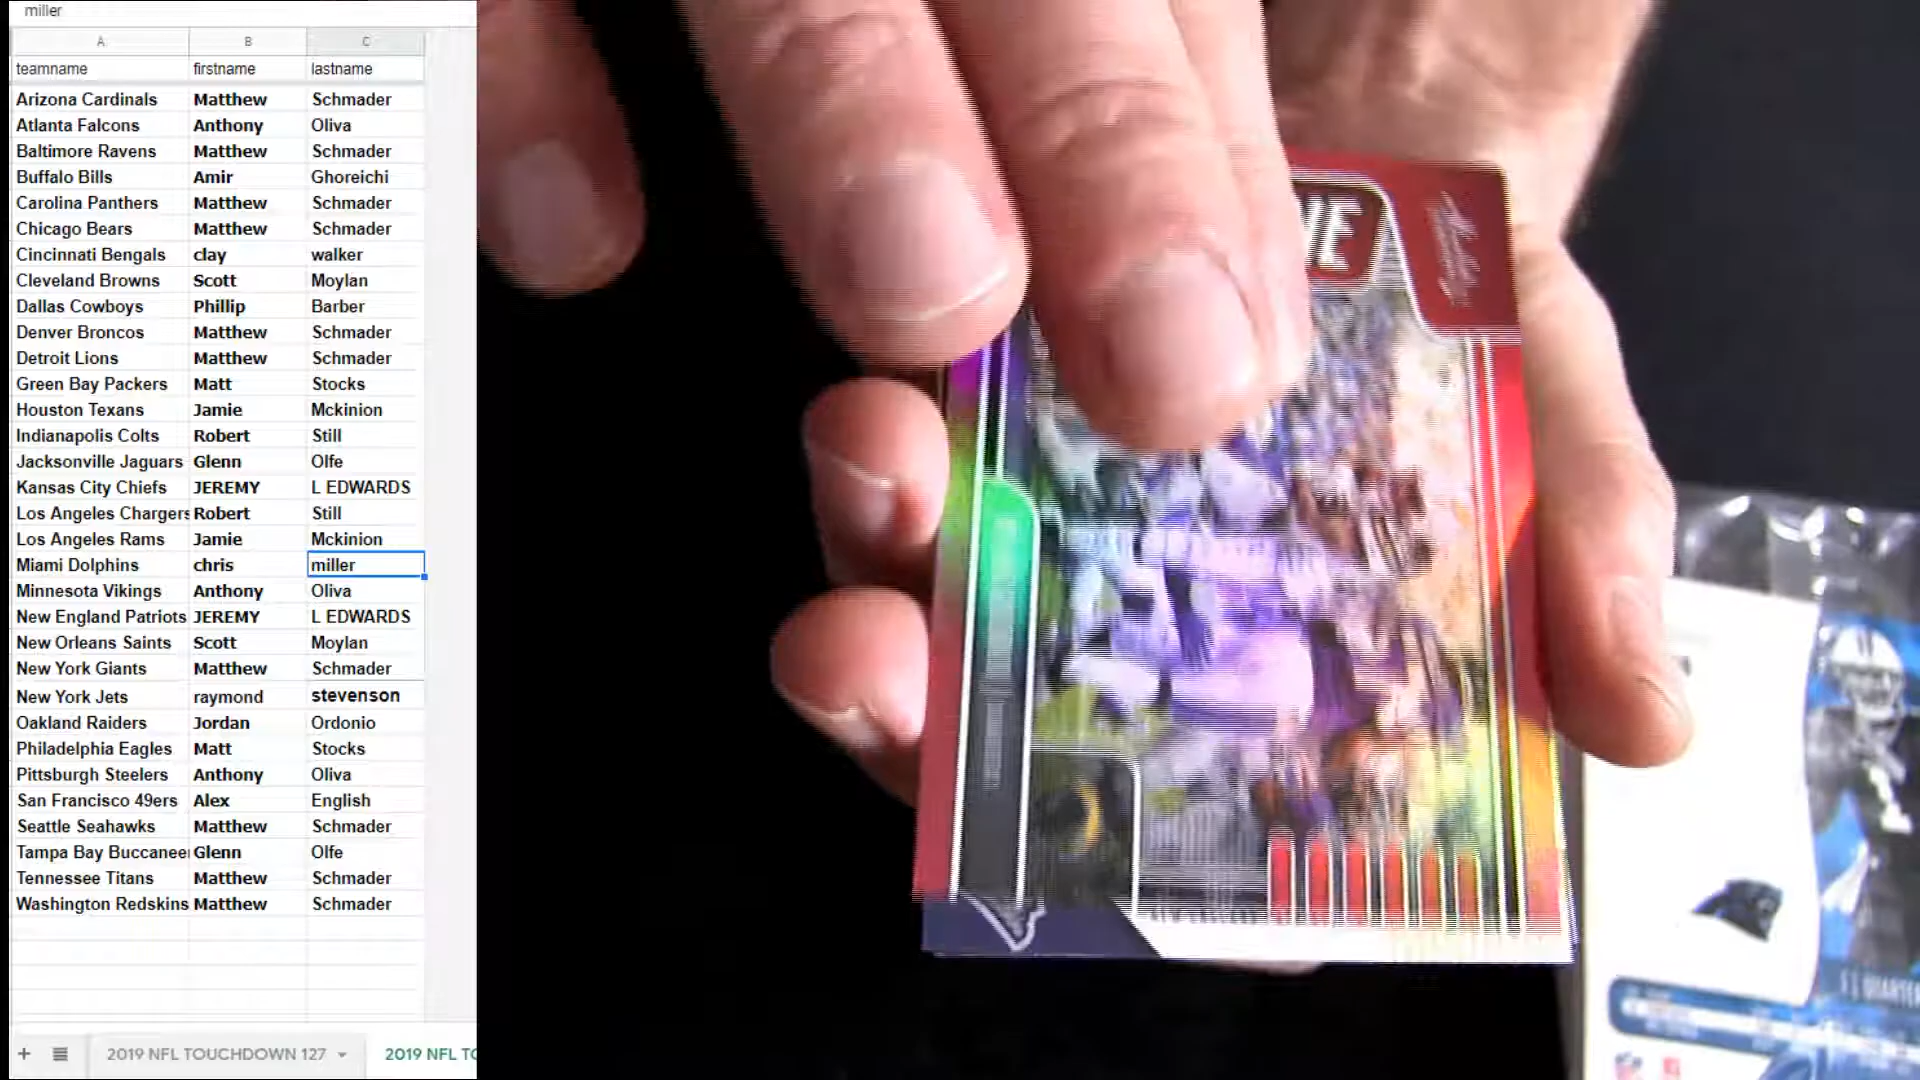 miller
A B C
teamname firstname lastname
Arizona Cardinals Matthew Schmader
Atlanta Falcons Anthony Oliva
Baltimore Ravens Matthew Schmader
Buffalo Bills Amir Ghoreichi
Carolina Panthers Matthew Schmader
Chicago Bears Matthew Schmader
Cincinnati Bengals clay walker
Cleveland Browns Scott Moylan
Dallas Cowboys Phillip Barber
Denver Broncos Matthew Schmader
Detroit Lions Matthew Schmader
Green Bay Packers Matt Stocks
Houston Texans Jamie Mckinion
Indianapolis Colts Robert Still
Jacksonville Jaguars Glenn Olfe
Kansas City Chiefs JEREMY L EDWARDS
Los Angeles Chargers Robert Still
Los Angeles Rams Jamie Mckinion
Miami Dolphins chris miller
Minnesota Vikings Anthony Oliva
New England Patriots JEREMY L EDWARDS
New Orleans Saints Scott Moylan
New York Giants Matthew Schmader
New York Jets raymond stevenson
Oakland Raiders Jordan Ordonio
Philadelphia Eagles Matt Stocks
Pittsburgh Steelers Anthony Oliva
San Francisco 49ers Alex English
Seattle Seahawks Matthew Schmader
Tampa Bay Buccanee Glenn Olfe
Tennessee Titans Matthew Schmader
Washington Redskins Matthew Schmader
+ 2019 NFL TOUCHDOWN 127 2019 NFL TO
NE
QUARTE